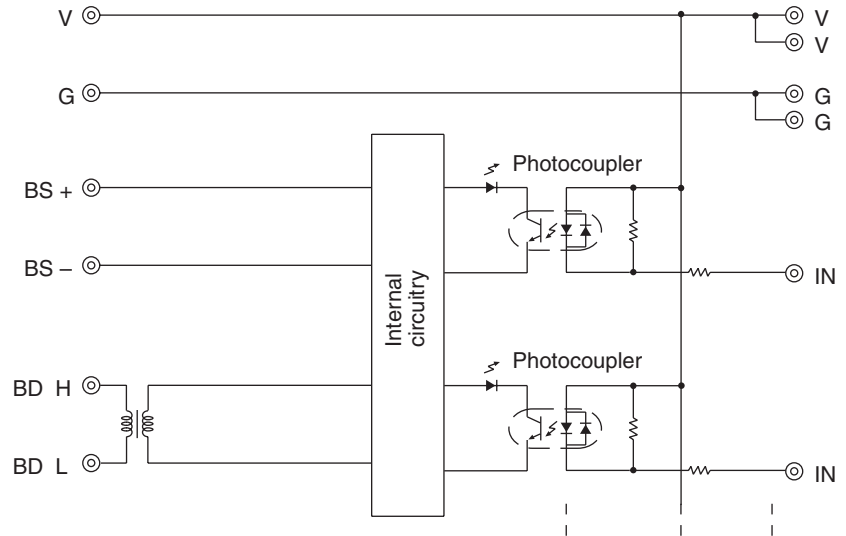 V
V
V
G
G
G
Photocoupler
BS +
BS –
IN
Internal
circuitry
Photocoupler
BD H
BD L
IN